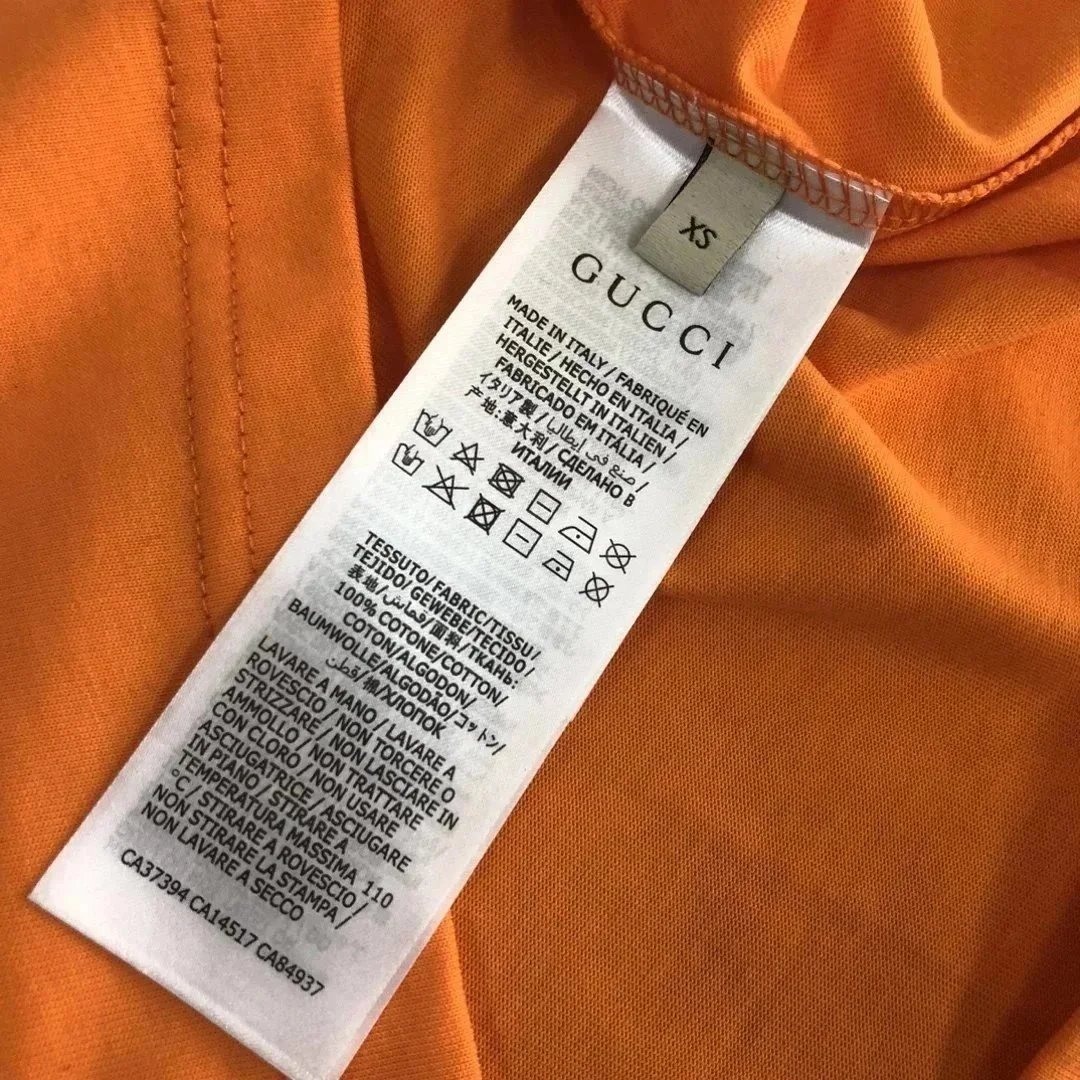 XS
GUCCI
MADE IN ITALY / FABRIQUÉ EN
ITALIE / HECHO EN ITALIA /
HERGESTELLT IN ITALIEN /
FABRICADO EM ITÁLIA /
イタリア製 / صنع في إيطاليا /
产地:意大利 / СДЕЛАНО В
ИТАЛИИ
TESSUTO/ FABRIC/TISSU/
TEJIDO/ GEWEBE/TECIDO/
表地/ قماش/面料/ТКАНЬ:
100% COTONE/COTTON/
COTON/ALGODON/
BAUMWOLLE/ALGODÃO/コットン/
قطن/棉/ХЛОПОК
LAVARE A MANO / LAVARE A
ROVESCIO / NON TORCERE O
STRIZZARE / NON LASCIARE IN
AMMOLLO / NON TRATTARE
CON CLORO / NON USARE
ASCIUGATRICE / ASCIUGARE
IN PIANO / STIRARE A
TEMPERATURA MASSIMA 110
°C / STIRARE A ROVESCIO /
NON STIRARE LA STAMPA /
NON LAVARE A SECCO
CA37394 CA14517 CA84937